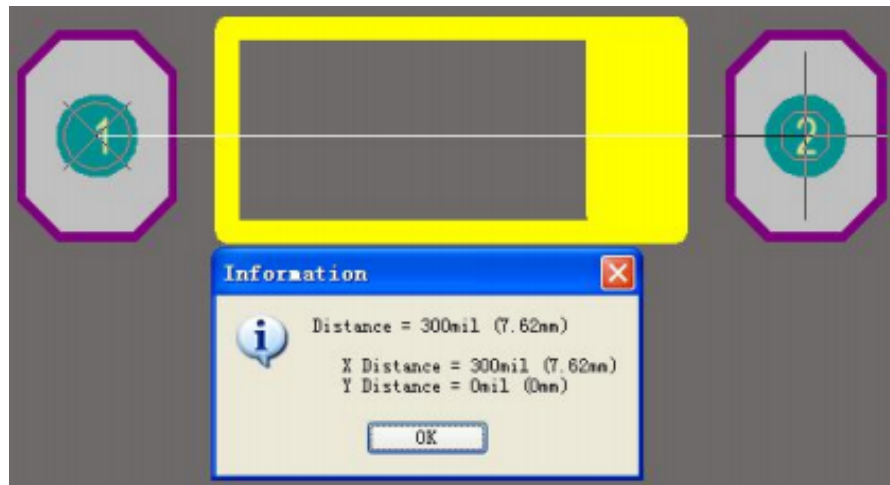 1
2
Information
Distance = 300mil (7.62mm)
X Distance = 300mil (7.62mm)
Y Distance = 0mil (0mm)
OK